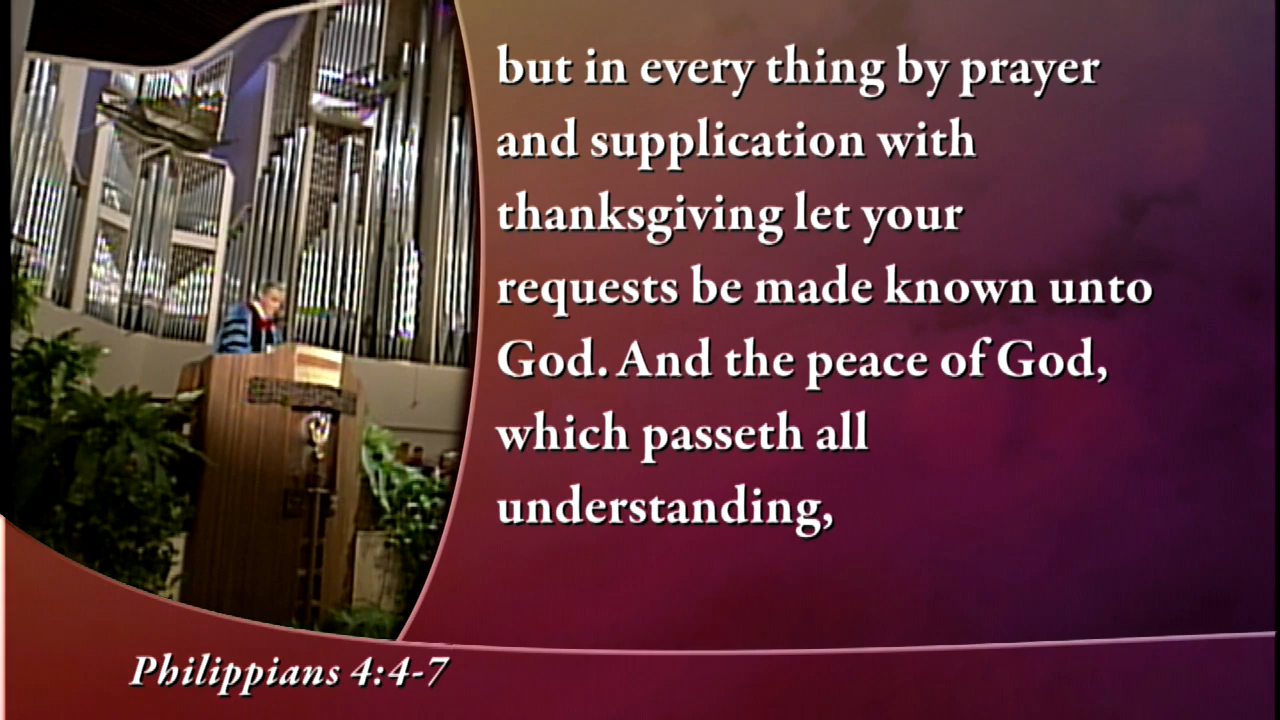 but in every thing by prayer
and supplication with
thanksgiving let your
requests be made known unto
God. And the peace of God,
which passeth all
understanding,
Philippians 4:4-7